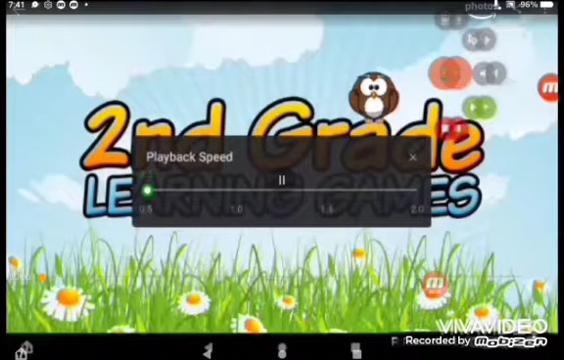 7:41
photos
96%
2nd Grade
LEARNING GAMES
Playback Speed
0.5 1.0 1.5 2.0
VIVAVIDEO
Recorded by Mobizen